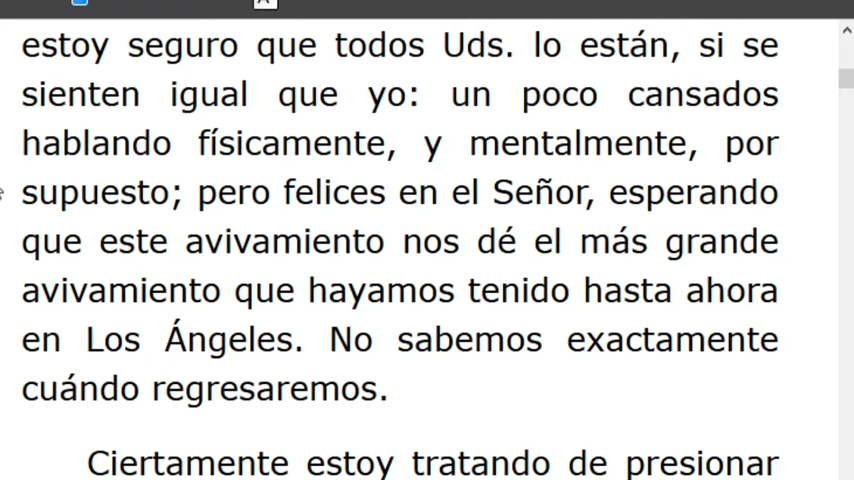 estoy seguro que todos Uds. lo están, si se
sienten igual que yo: un poco cansados
hablando físicamente, y mentalmente, por
supuesto; pero felices en el Señor, esperando
que este avivamiento nos dé el más grande
avivamiento que hayamos tenido hasta ahora
en Los Ángeles. No sabemos exactamente
cuándo regresaremos.
Ciertamente estoy tratando de presionar